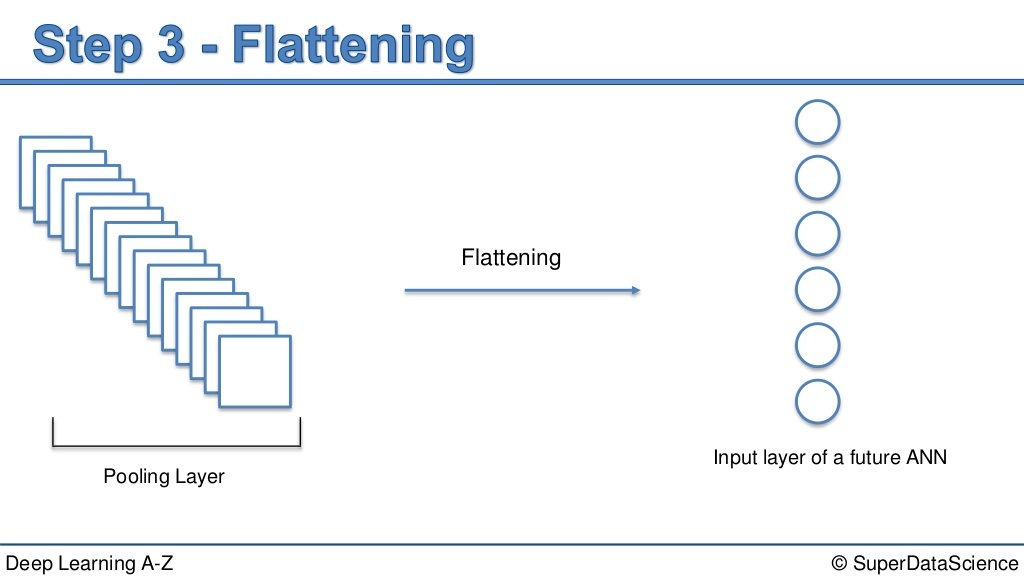 Step 3 - Flattening
Flattening
Input layer of a future ANN
Pooling Layer
Deep Learning A-Z
© SuperDataScience